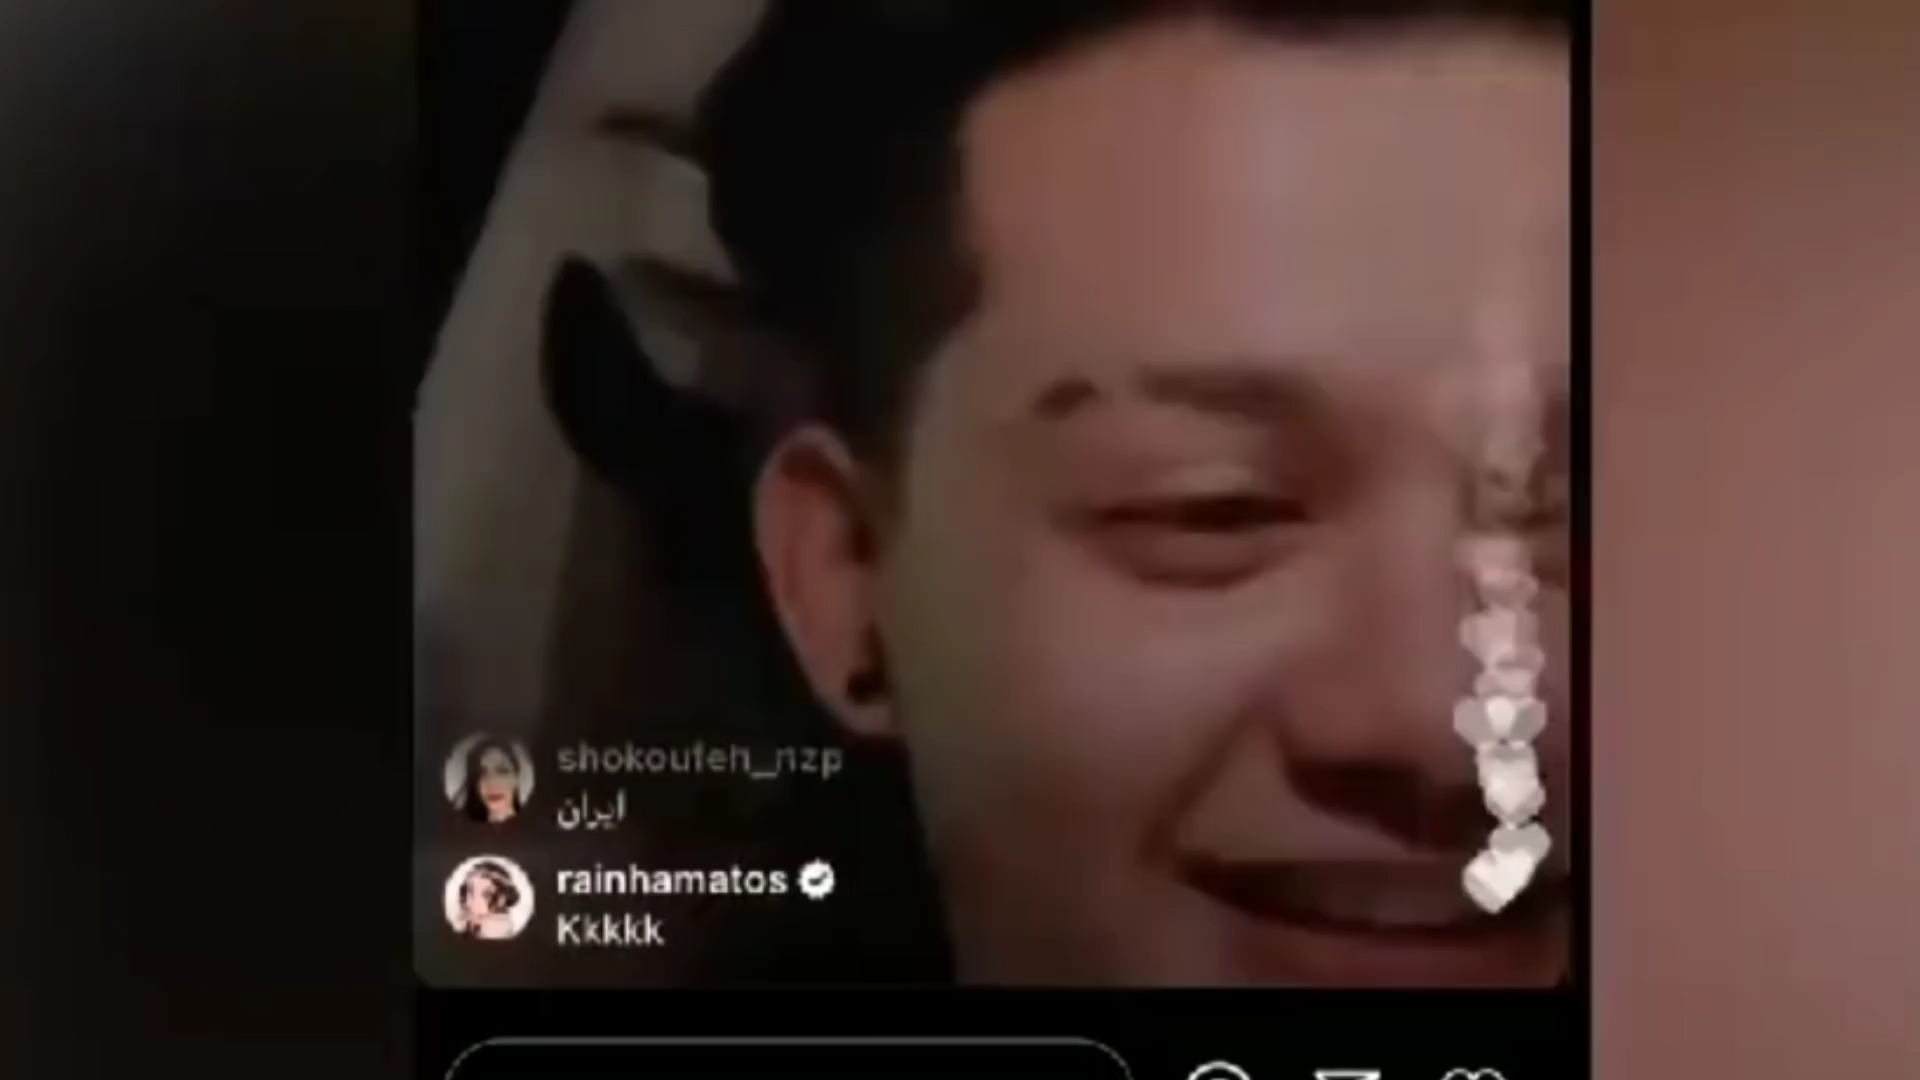 shokoufeh_nzp
ایران
rainhamatos
Kkkkk